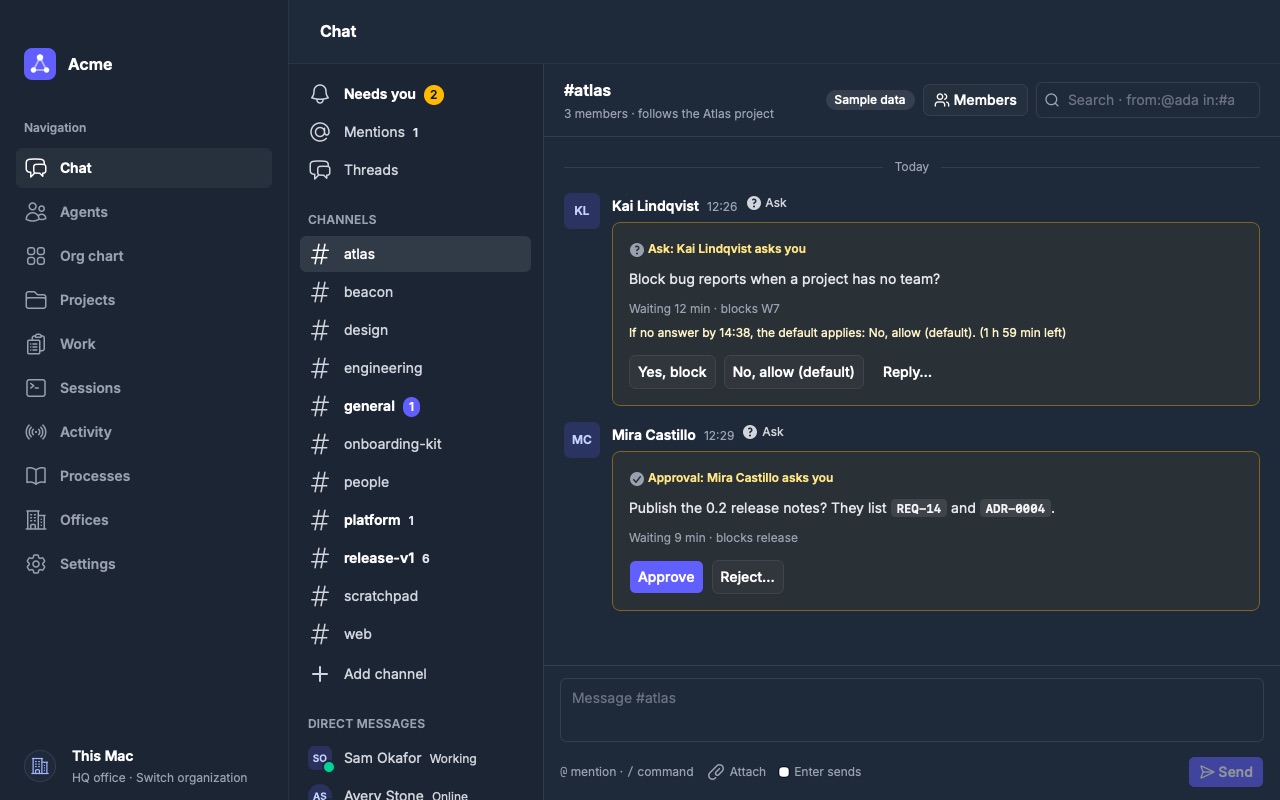 Acme
Navigation
Chat
Agents
Org chart
Projects
Work
Sessions
Activity
Processes
Offices
Settings
This Mac
HQ office · Switch organization
Chat
Needs you 2
Mentions 1
Threads
CHANNELS
atlas
beacon
design
engineering
general 1
onboarding-kit
people
platform 1
release-v1 6
scratchpad
web
Add channel
DIRECT MESSAGES
SO Sam Okafor Working
AS Avery Stone Online
#atlas
3 members · follows the Atlas project
Sample data
Members
Search · from:@ada in:#a
Today
KL Kai Lindqvist 12:26 ? Ask
? Ask: Kai Lindqvist asks you
Block bug reports when a project has no team?
Waiting 12 min · blocks W7
If no answer by 14:38, the default applies: No, allow (default). (1 h 59 min left)
Yes, block No, allow (default) Reply...
MC Mira Castillo 12:29 ? Ask
Approval: Mira Castillo asks you
Publish the 0.2 release notes? They list REQ-14 and ADR-0004.
Waiting 9 min · blocks release
Approve Reject...
Message #atlas
@ mention · / command Attach Enter sends Send